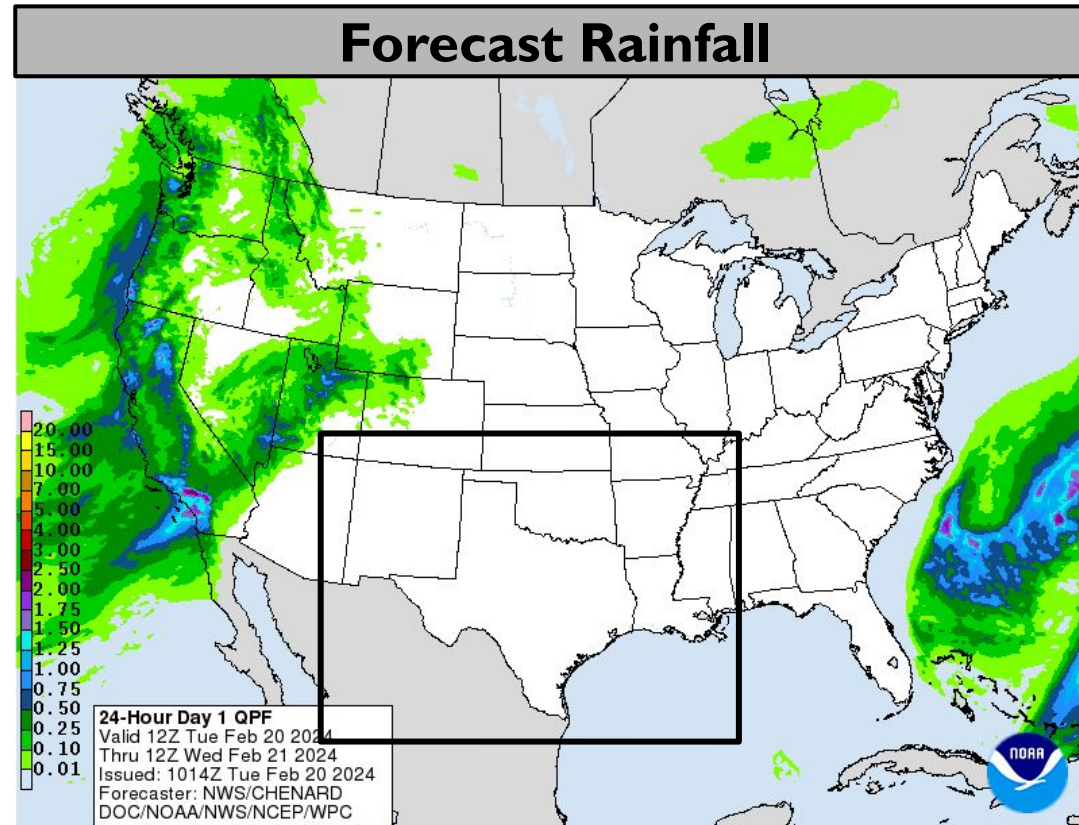 Forecast Rainfall
20.00
15.00
10.00
7.00
5.00
4.00
3.00
2.50
2.00
1.75
1.50
1.25
1.00
0.75
0.50
0.25
0.10
0.01
24-Hour Day 1 QPF
Valid 12Z Tue Feb 20 2024
Thru 12Z Wed Feb 21 2024
Issued: 1014Z Tue Feb 20 2024
Forecaster: NWS/CHENARD
DOC/NOAA/NWS/NCEP/WPC
NOAA